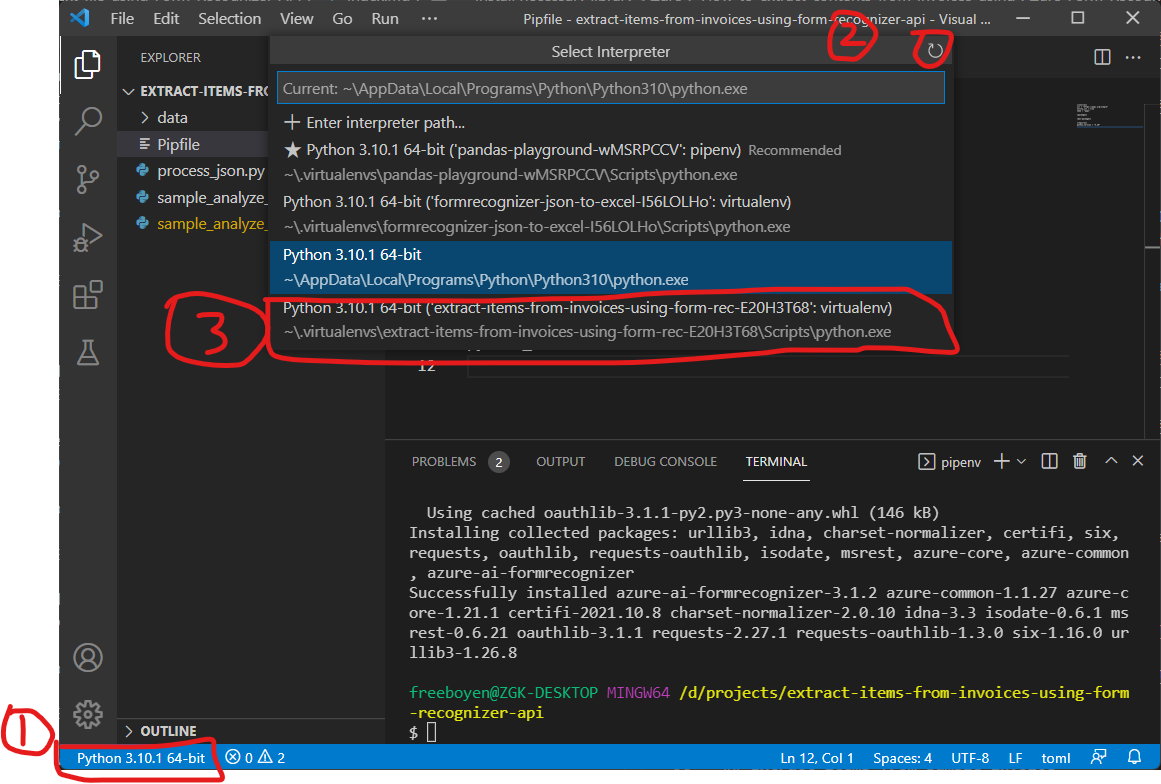 File Edit Selection View Go Run ··· Pipfile - extract-items-from-invoices-using-form-recognizer-api - Visual ...
2
EXPLORER
Select Interpreter
EXTRACT-ITEMS-FRO
Current: ~\AppData\Local\Programs\Python\Python310\python.exe
data
Enter interpreter path...
Pipfile
Python 3.10.1 64-bit ('pandas-playground-wMSRPCCV': pipenv) Recommended
process_json.py
~\.virtualenvs\pandas-playground-wMSRPCCV\Scripts\python.exe
sample_analyze_
Python 3.10.1 64-bit ('formrecognizer-json-to-excel-I56LOLHo': virtualenv)
sample_analyze_
~\.virtualenvs\formrecognizer-json-to-excel-I56LOLHo\Scripts\python.exe
Python 3.10.1 64-bit
~\AppData\Local\Programs\Python\Python310\python.exe
3
Python 3.10.1 64-bit ('extract-items-from-invoices-using-form-rec-E20H3T68': virtualenv)
~\.virtualenvs\extract-items-from-invoices-using-form-rec-E20H3T68\Scripts\python.exe
12
PROBLEMS 2 OUTPUT DEBUG CONSOLE TERMINAL pipenv
Using cached oauthlib-3.1.1-py2.py3-none-any.whl (146 kB)
Installing collected packages: urllib3, idna, charset-normalizer, certifi, six,
requests, oauthlib, requests-oauthlib, isodate, msrest, azure-core, azure-common
, azure-ai-formrecognizer
Successfully installed azure-ai-formrecognizer-3.1.2 azure-common-1.1.27 azure-c
ore-1.21.1 certifi-2021.10.8 charset-normalizer-2.0.10 idna-3.3 isodate-0.6.1 ms
rest-0.6.21 oauthlib-3.1.1 requests-2.27.1 requests-oauthlib-1.3.0 six-1.16.0 ur
llib3-1.26.8
freeboyen@ZGK-DESKTOP MINGW64 /d/projects/extract-items-from-invoices-using-form
-recognizer-api
$
OUTLINE
1
Python 3.10.1 64-bit 0 2 Ln 12, Col 1 Spaces: 4 UTF-8 LF toml